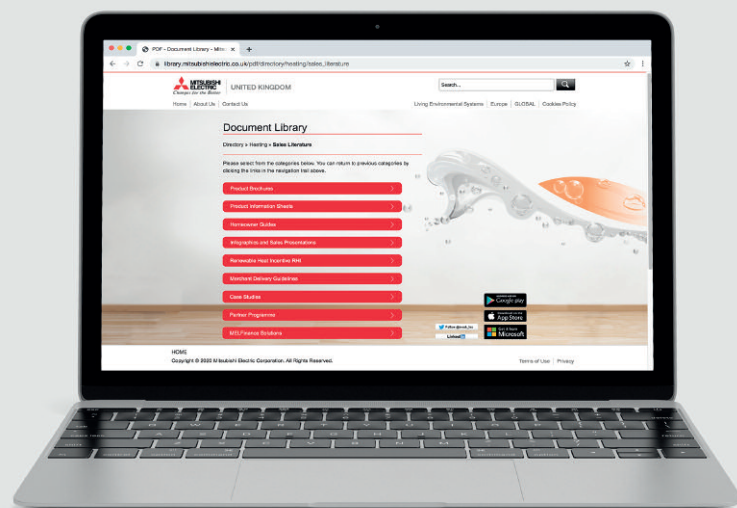 PDF - Document Library - Mitsu
library.mitsubishielectric.co.uk/pdf/directory/heating/sales_literature
MITSUBISHI
ELECTRIC
Changes for the Better
UNITED KINGDOM
Search...
Home About Us Contact Us
Living Environmental Systems Europe GLOBAL Cookies Policy
Document Library
Directory > Heating > Sales Literature
Please select from the categories below. You can return to previous categories by
clicking the links in the navigation trail above.
Product Brochures
Product Information Sheets
Homeowner Guides
Infographics and Sales Presentations
Renewable Heat Incentive RHI
Merchant Delivery Guidelines
Case Studies
Partner Programme
MELFinance Solutions
Google play
App Store
Microsoft
LinkedIn
HOME
Copyright © 2020 Mitsubishi Electric Corporation. All Rights Reserved.
Terms of Use Privacy